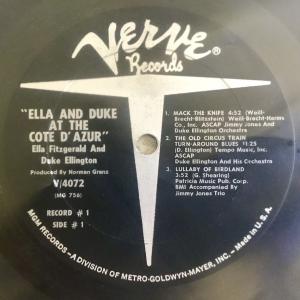 Verve®
Records
"ELLA AND DUKE
AT THE
COTE D'AZUR"
Ella Fitzgerald And
Duke Ellington
Produced by Norman Granz
V/4072
(MG 756)
RECORD #1
SIDE #1
1. MACK THE KNIFE 4:52 (Weill-
Brecht-Blitzstein) Weill-Brecht-Harms
Co., Inc. ASCAP Jimmy Jones And
Duke Ellington Orchestra
2. THE OLD CIRCUS TRAIN
TURN-AROUND BLUES 11:25
(D. Ellington) Tempo Music, Inc.
ASCAP
Duke Ellington And His Orchestra
3. LULLABY OF BIRDLAND
3:52 (G. Shearing)
Patricia Music Pub. Corp.
BMI Accompanied By
Jimmy Jones Trio
MGM RECORDS - A DIVISION OF METRO-GOLDWYN-MAYER, INC. - Made in U.S.A.